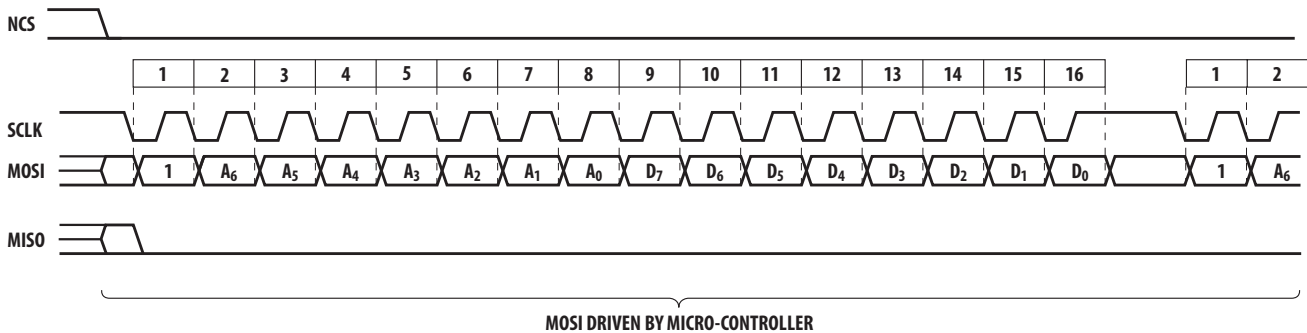 NCS
1 2 3 4 5 6 7 8 9 10 11 12 13 14 15 16 1 2
SCLK
MOSI 1 A₆ A₅ A₄ A₃ A₂ A₁ A₀ D₇ D₆ D₅ D₄ D₃ D₂ D₁ D₀ 1 A₆
MISO
MOSI DRIVEN BY MICRO-CONTROLLER